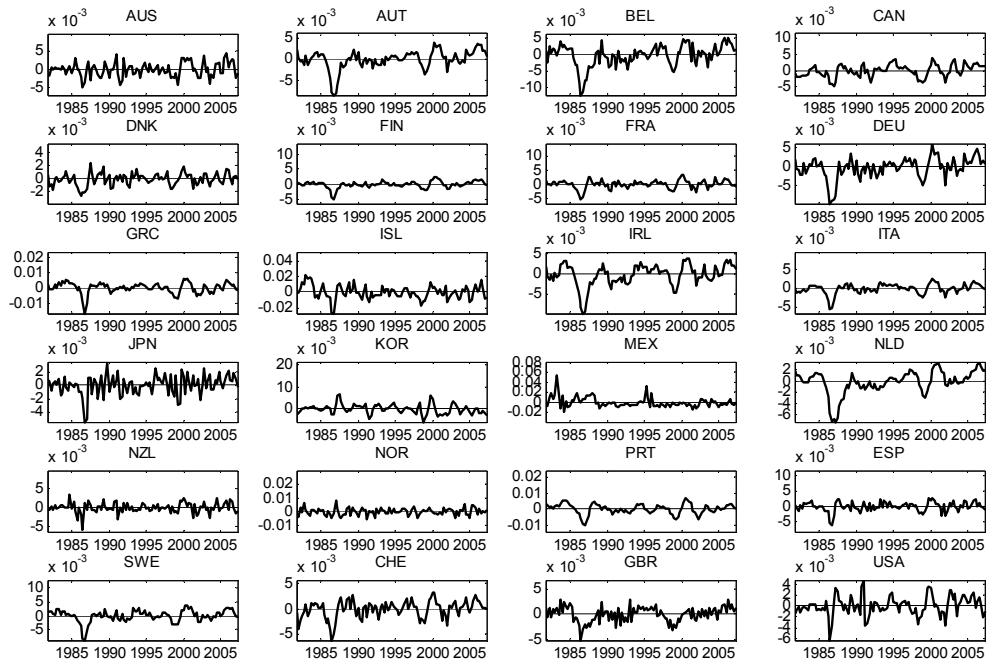 x 10⁻³
AUS
5
0
-5
1985 1990 1995 2000 2005
x 10⁻³
AUT
5
0
-5
1985 1990 1995 2000 2005
x 10⁻³
BEL
5
0
-5
-10
1985 1990 1995 2000 2005
x 10⁻³
CAN
10
5
0
-5
1985 1990 1995 2000 2005
x 10⁻³
DNK
4
2
0
-2
1985 1990 1995 2000 2005
x 10⁻³
FIN
10
5
0
-5
1985 1990 1995 2000 2005
x 10⁻³
FRA
10
5
0
-5
1985 1990 1995 2000 2005
x 10⁻³
DEU
5
0
-5
1985 1990 1995 2000 2005
GRC
0.02
0.01
0
-0.01
1985 1990 1995 2000 2005
ISL
0.04
0.02
0
-0.02
1985 1990 1995 2000 2005
x 10⁻³
IRL
5
0
-5
1985 1990 1995 2000 2005
x 10⁻³
ITA
5
0
-5
1985 1990 1995 2000 2005
x 10⁻³
JPN
2
0
-2
-4
1985 1990 1995 2000 2005
x 10⁻³
KOR
20
10
0
1985 1990 1995 2000 2005
MEX
0.08
0.06
0.04
0.02
0
-0.02
1985 1990 1995 2000 2005
x 10⁻³
NLD
2
0
-2
-4
-6
1985 1990 1995 2000 2005
x 10⁻³
NZL
5
0
-5
1985 1990 1995 2000 2005
NOR
0.02
0.01
0
-0.01
1985 1990 1995 2000 2005
PRT
0.02
0.01
0
-0.01
1985 1990 1995 2000 2005
x 10⁻³
ESP
10
5
0
-5
1985 1990 1995 2000 2005
x 10⁻³
SWE
10
5
0
-5
1985 1990 1995 2000 2005
x 10⁻³
CHE
5
0
-5
1985 1990 1995 2000 2005
x 10⁻³
GBR
5
0
-5
1985 1990 1995 2000 2005
x 10⁻³
USA
4
2
0
-2
-4
-6
1985 1990 1995 2000 2005